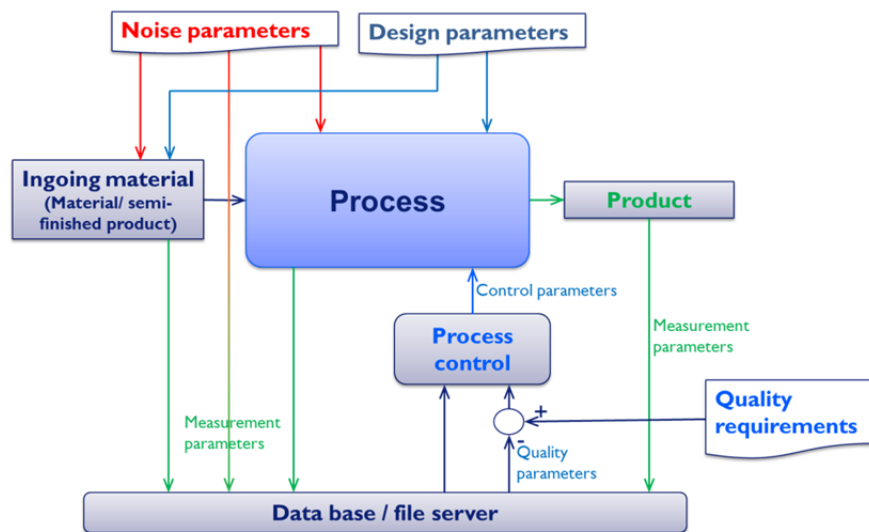 Noise parameters
Design parameters
Ingoing material
(Material/ semi-
finished product)
Process
Product
Control parameters
Process
control
Measurement
parameters
Quality
requirements
+
-
Measurement
parameters
Quality
parameters
Data base / file server